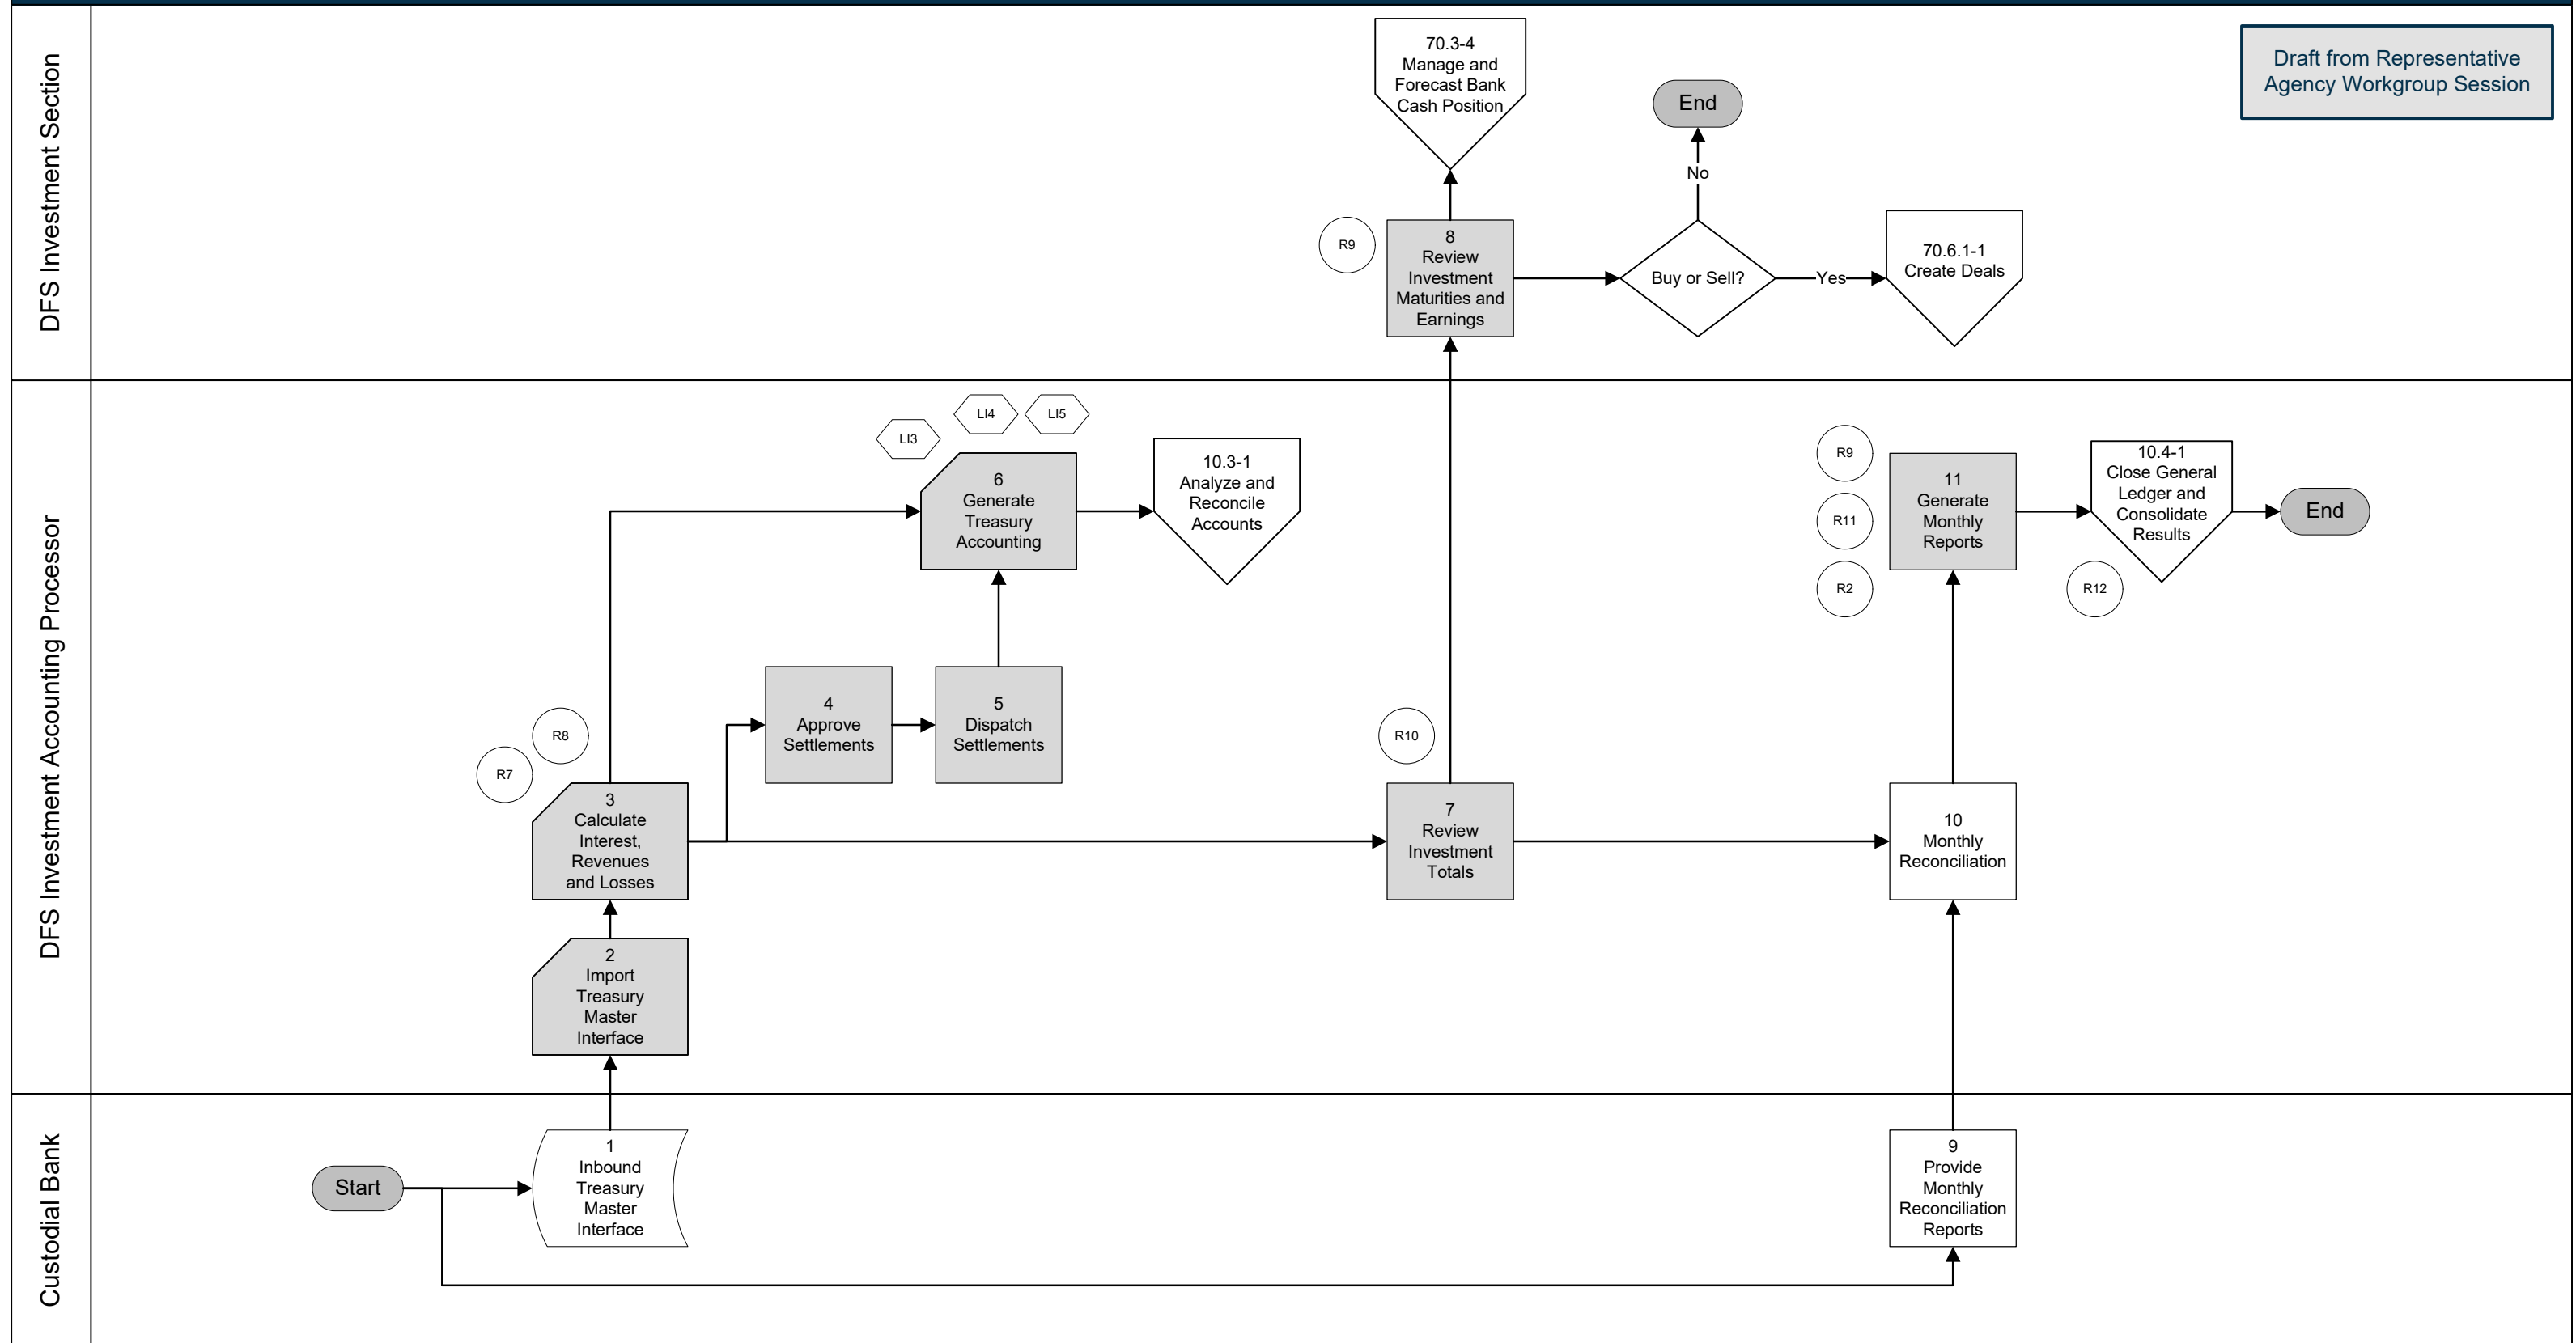 DFS Investment Section
70.3-4
Manage and
Forecast Bank
Cash Position
End
Draft from Representative
Agency Workgroup Session
No
R9
8
Review
Investment
Maturities and
Earnings
Buy or Sell?
Yes
70.6.1-1
Create Deals
DFS Investment Accounting Processor
LI3
LI4
LI5
6
Generate
Treasury
Accounting
10.3-1
Analyze and
Reconcile
Accounts
R9
R11
R2
11
Generate
Monthly
Reports
10.4-1
Close General
Ledger and
Consolidate
Results
End
R12
4
Approve
Settlements
5
Dispatch
Settlements
R8
R7
R10
3
Calculate
Interest,
Revenues
and Losses
7
Review
Investment
Totals
10
Monthly
Reconciliation
2
Import
Treasury
Master
Interface
Custodial Bank
Start
1
Inbound
Treasury
Master
Interface
9
Provide
Monthly
Reconciliation
Reports